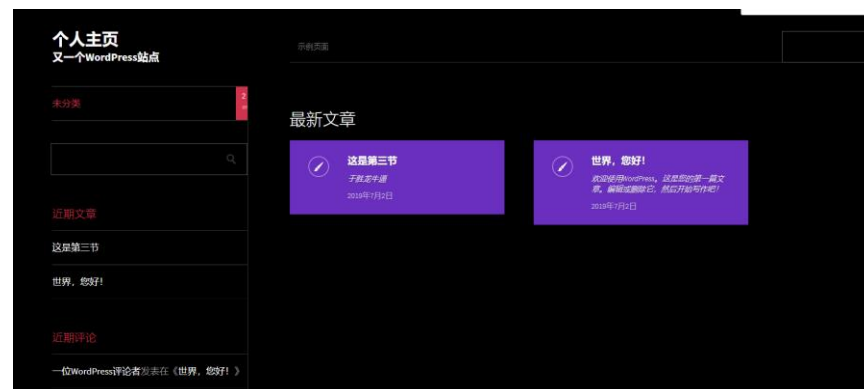 个人主页
又一个WordPress站点
示例页面
未分类
2
最新文章
这是第三节
2019年7月2日
世界，您好！
欢迎使用WordPress。这是您的第一篇文
章。编辑或删除它，然后开始写作吧！
2019年7月2日
近期文章
这是第三节
世界，您好！
近期评论
一位WordPress评论者发表在《世界，您好！》